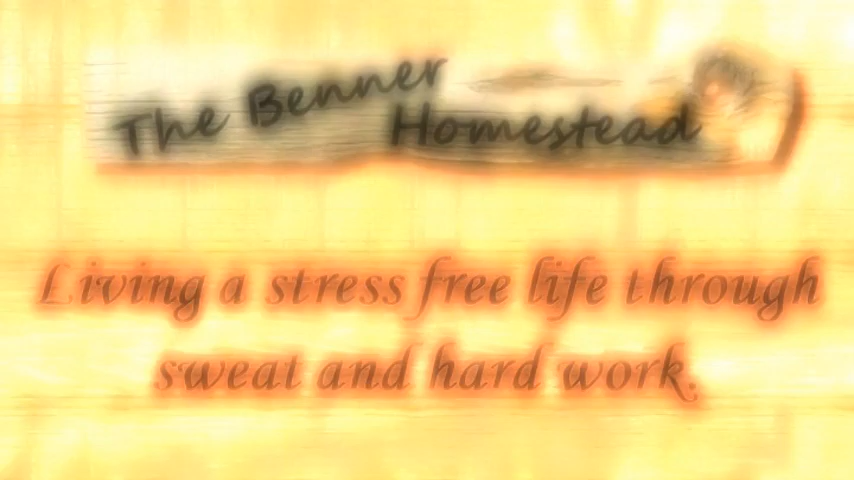 The Benner
Homestead
Living a stress free life through
sweat and hard work.